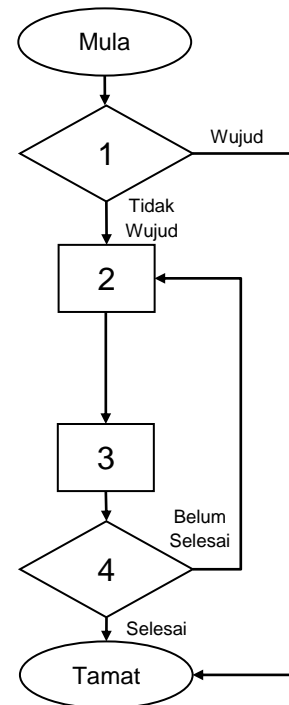 Mula
1
Wujud
Tidak
Wujud
2
3
Belum
Selesai
4
Selesai
Tamat